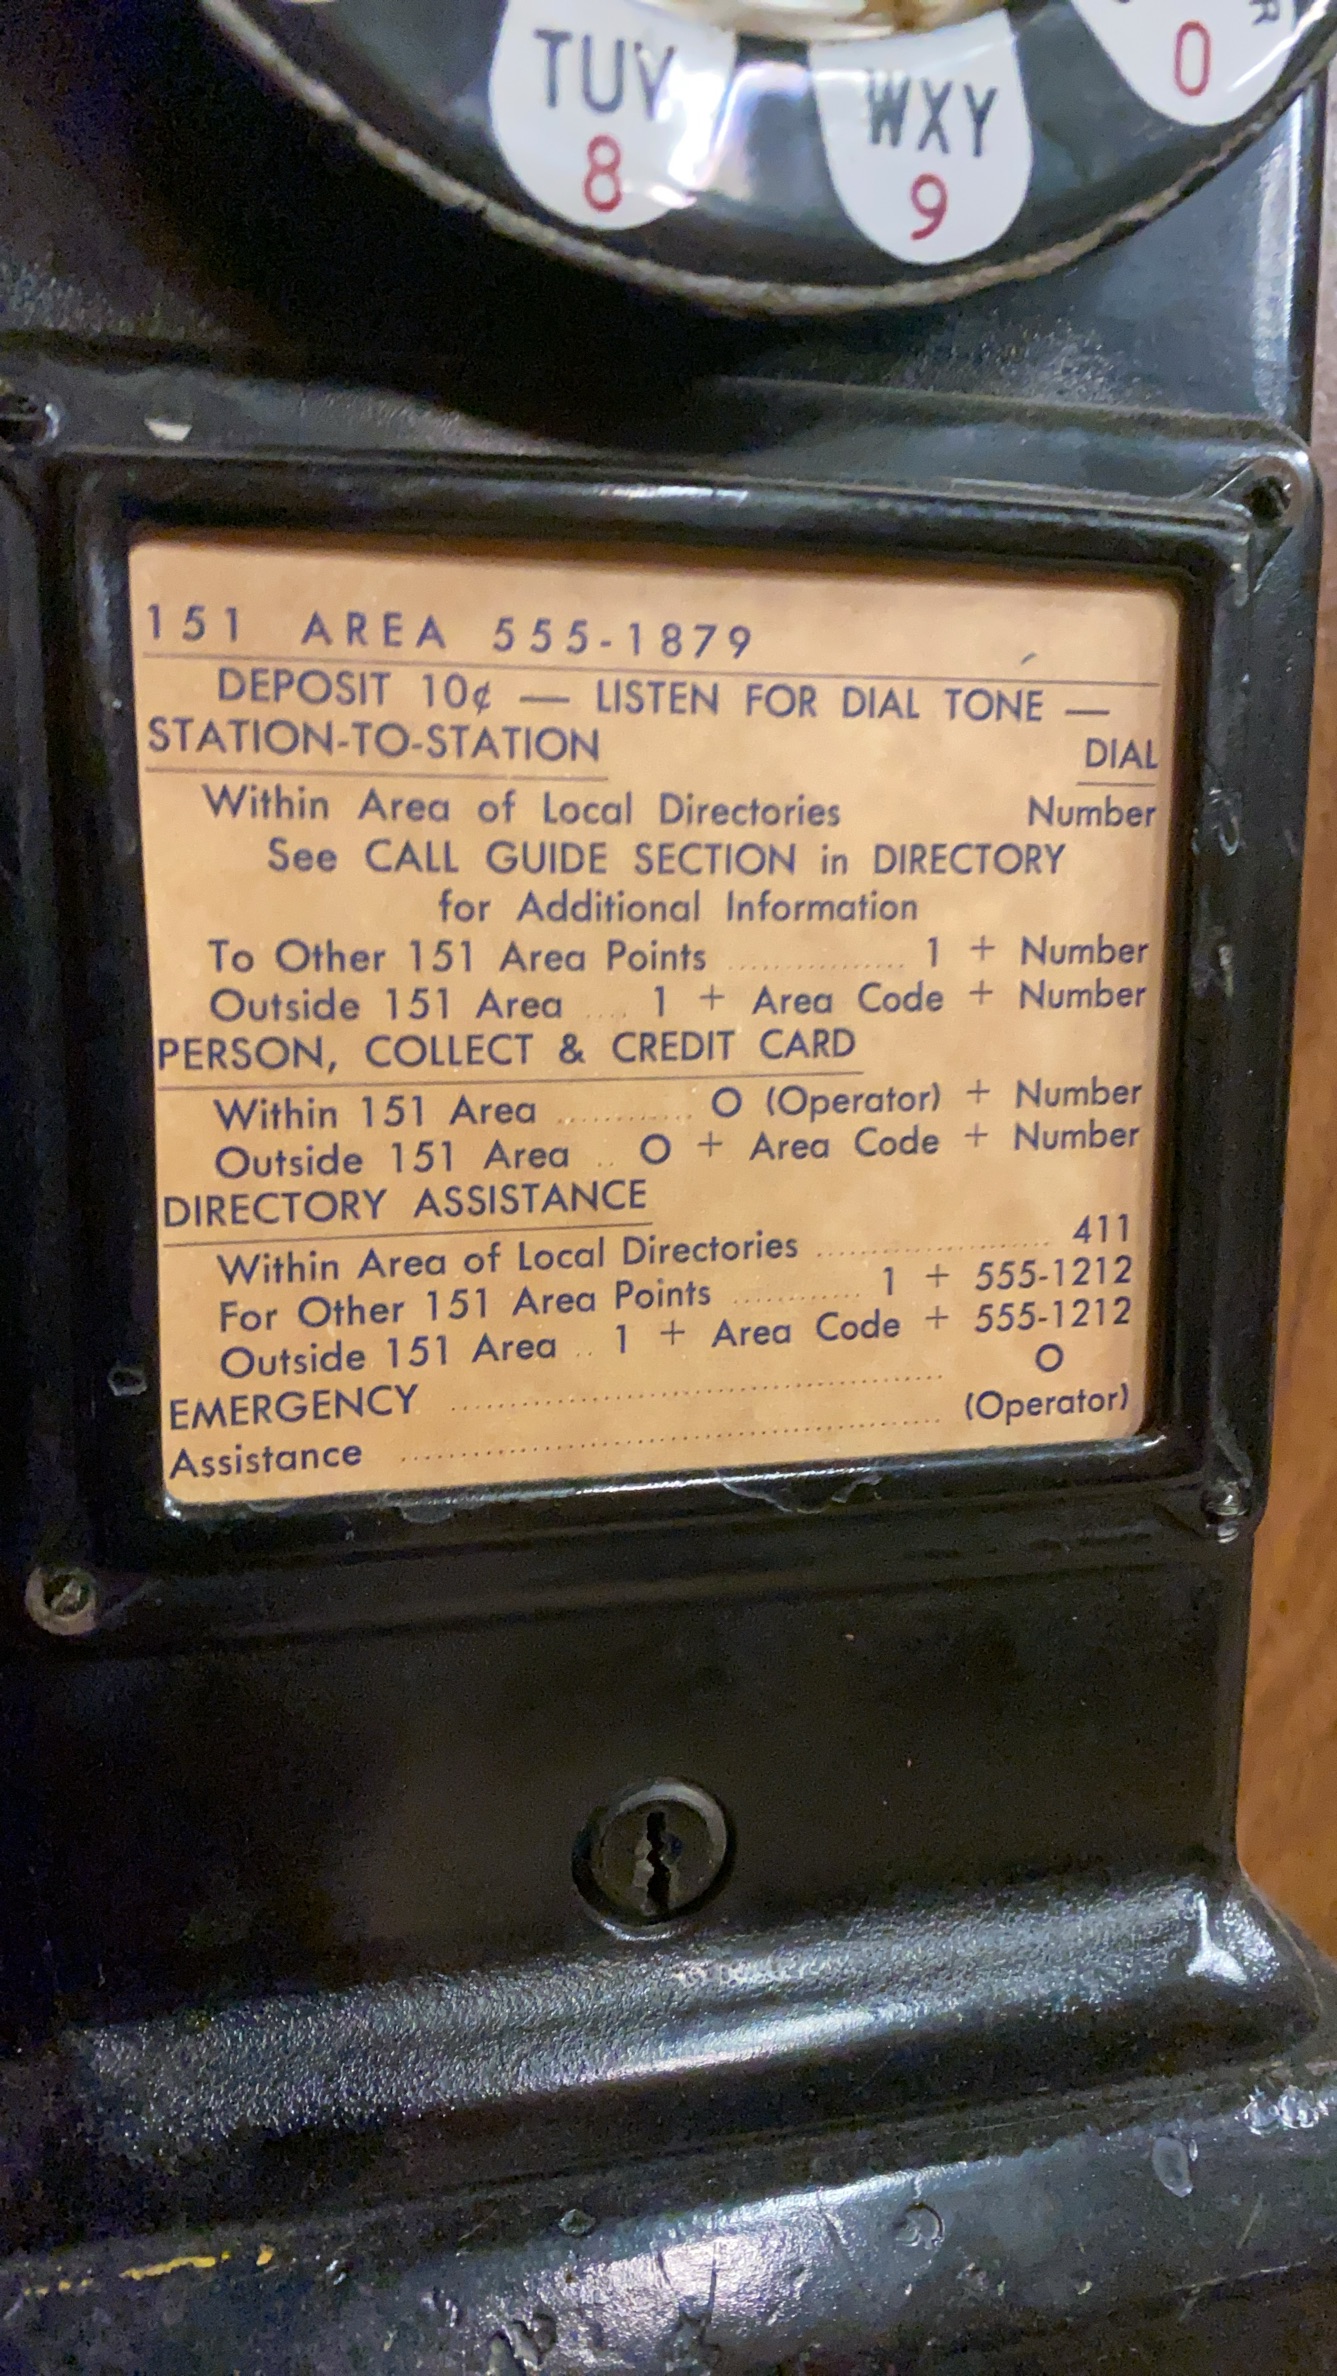 TUV
8
WXY
9
R
0
151 AREA 555-1879
DEPOSIT 10¢ — LISTEN FOR DIAL TONE —
STATION-TO-STATION DIAL
Within Area of Local Directories Number
See CALL GUIDE SECTION in DIRECTORY
for Additional Information
To Other 151 Area Points ............... 1 + Number
Outside 151 Area .... 1 + Area Code + Number
PERSON, COLLECT & CREDIT CARD
Within 151 Area ............ O (Operator) + Number
Outside 151 Area .. O + Area Code + Number
DIRECTORY ASSISTANCE
Within Area of Local Directories ...................... 411
For Other 151 Area Points ............ 1 + 555-1212
Outside 151 Area .. 1 + Area Code + 555-1212
EMERGENCY .................................................. O
Assistance ...................................................... (Operator)